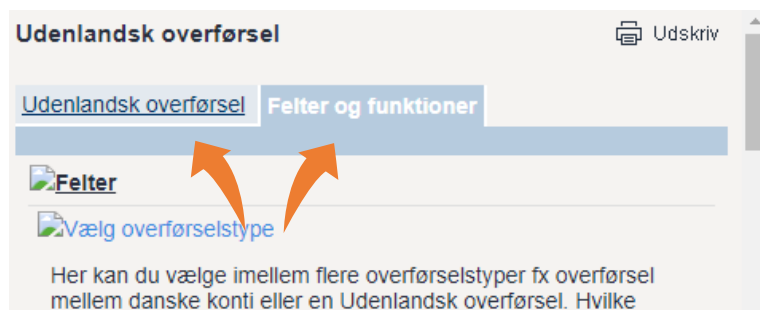 Udenlandsk overførsel
Udskriv
Udenlandsk overførsel Felter og funktioner
Felter
Vælg overførselstype
Her kan du vælge imellem flere overførselstyper fx overførsel
mellem danske konti eller en Udenlandsk overførsel. Hvilke